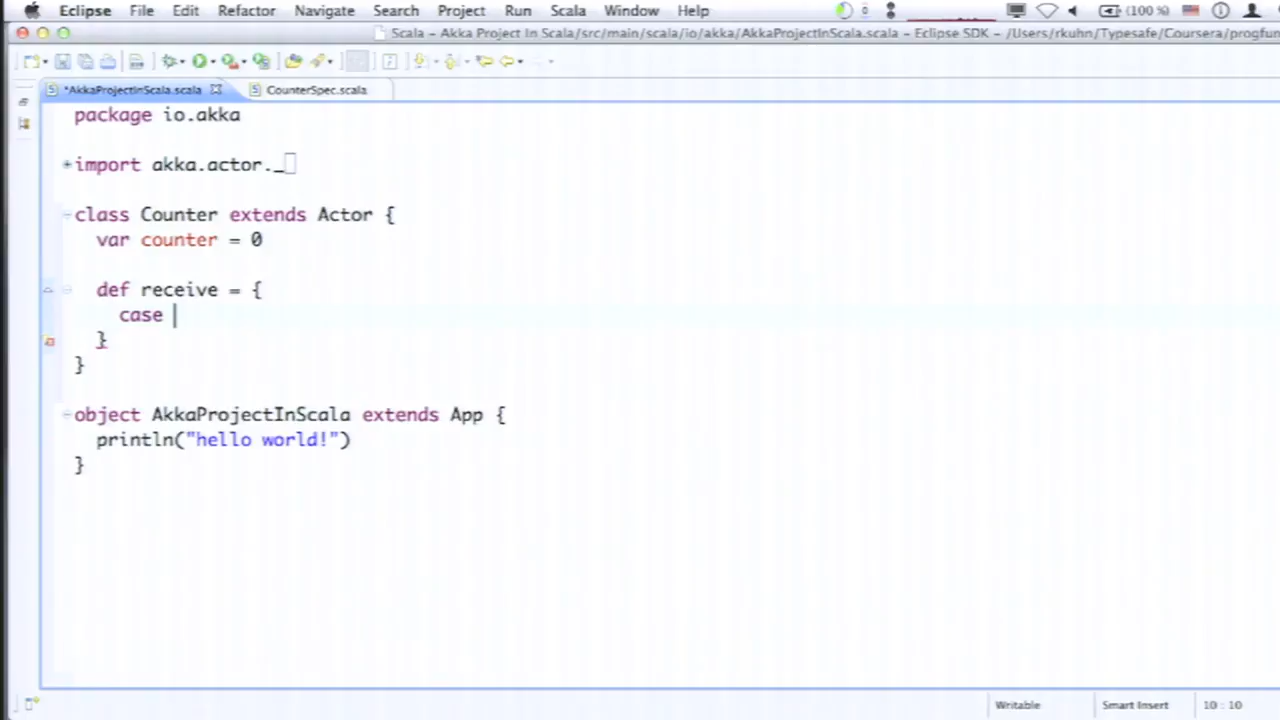 Eclipse File Edit Refactor Navigate Search Project Run Scala Window Help 0 (100 %)
Scala – Akka Project In Scala/src/main/scala/io/akka/AkkaProjectInScala.scala – Eclipse SDK – /Users/rkuhn/Typesafe/Coursera/progfun
*AkkaProjectInScala.scala CounterSpec.scala
package io.akka
import akka.actor._
class Counter extends Actor {
var counter = 0
def receive = {
case
}
}
object AkkaProjectInScala extends App {
println("hello world!")
}
Writable Smart Insert 10 : 10